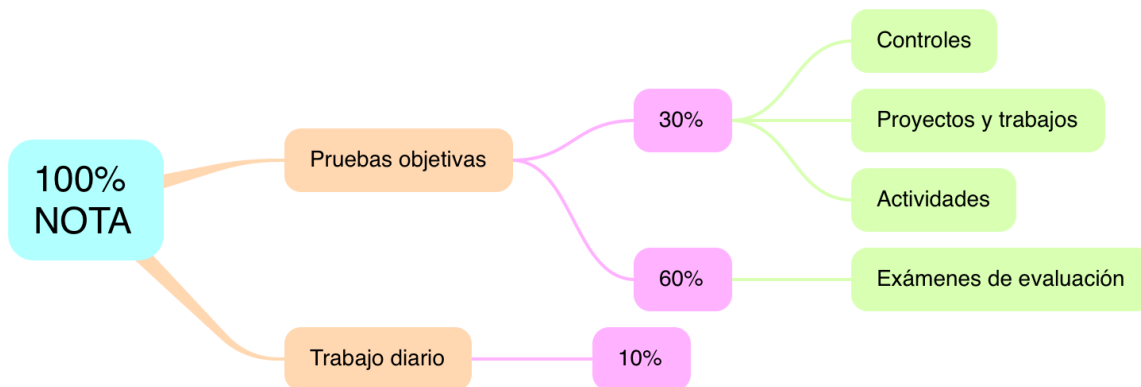 100%
NOTA
Pruebas objetivas
30%
Controles
Proyectos y trabajos
Actividades
60%
Exámenes de evaluación
Trabajo diario
10%